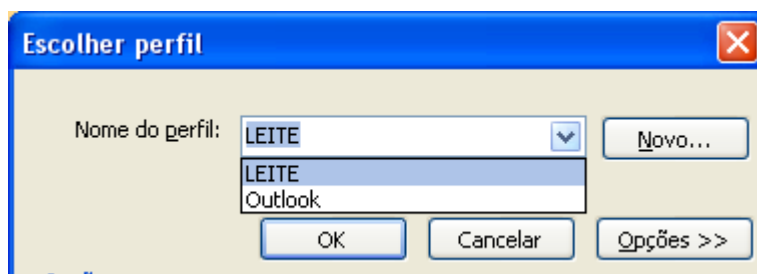 Escolher perfil
Nome do perfil: LEITE Novo...
LEITE
Outlook
OK Cancelar Opções >>